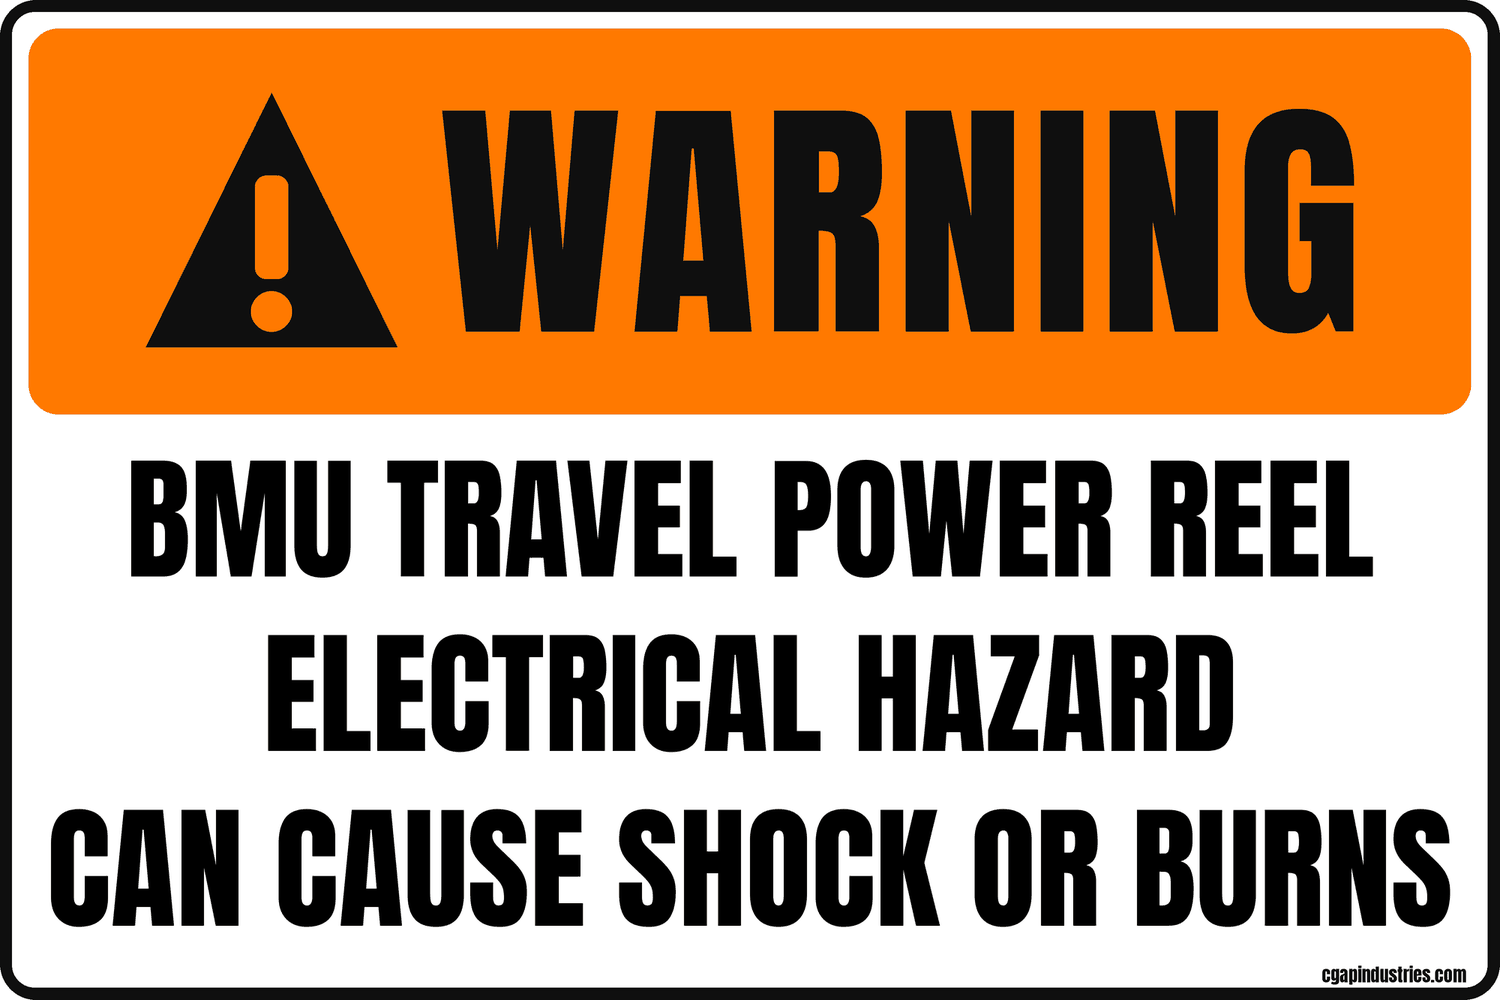 WARNING
BMU TRAVEL POWER REEL
ELECTRICAL HAZARD
CAN CAUSE SHOCK OR BURNS
cgapindustries.com